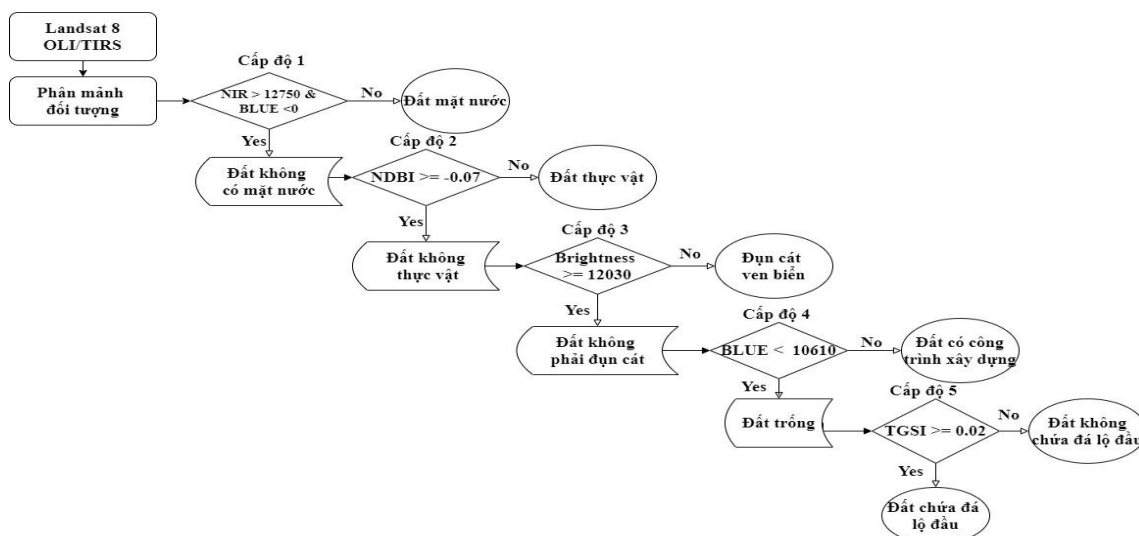 Landsat 8
OLI/TIRS
Phân mảnh
đối tượng
Cấp độ 1
NIR > 12750 &
BLUE <0
No
Đất mặt nước
Yes
Đất không
có mặt nước
Cấp độ 2
NDBI >= -0.07
No
Đất thực vật
Yes
Đất không
thực vật
Cấp độ 3
Brightness
>= 12030
No
Đụn cát
ven biển
Yes
Đất không
phải đụn cát
Cấp độ 4
BLUE < 10610
No
Đất có công
trình xây dựng
Yes
Đất trống
Cấp độ 5
TGSI >= 0.02
No
Đất không
chứa đá lộ đầu
Yes
Đất chứa đá
lộ đầu